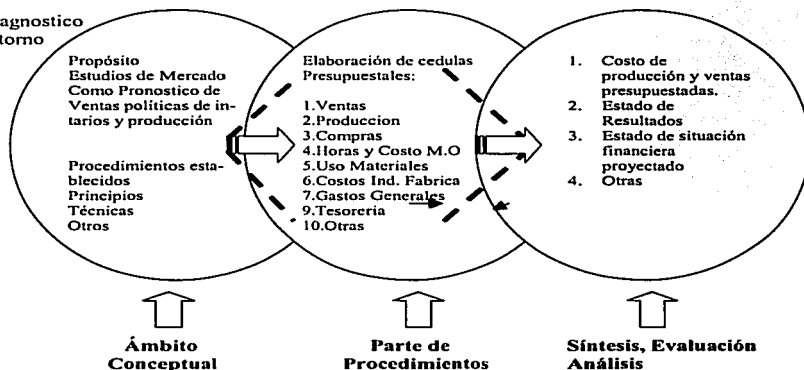 agnostico
torno
Propósito
Estudios de Mercado
Como Pronostico de
Ventas políticas de in-
tarios y producción
Procedimientos esta-
blecidos
Principios
Técnicas
Otros
Elaboración de cedulas
Presupuestales:
1.Ventas
2.Produccion
3.Compras
4.Horas y Costo M.O
5.Uso Materiales
6.Costos Ind. Fabrica
7.Gastos Generales
9.Tesoreria
10.Otras
1. Costo de
producción y ventas
presupuestadas.
2. Estado de
Resultados
3. Estado de situación
financiera
proyectado
4. Otras
Ámbito
Conceptual
Parte de
Procedimientos
Síntesis, Evaluación
Análisis